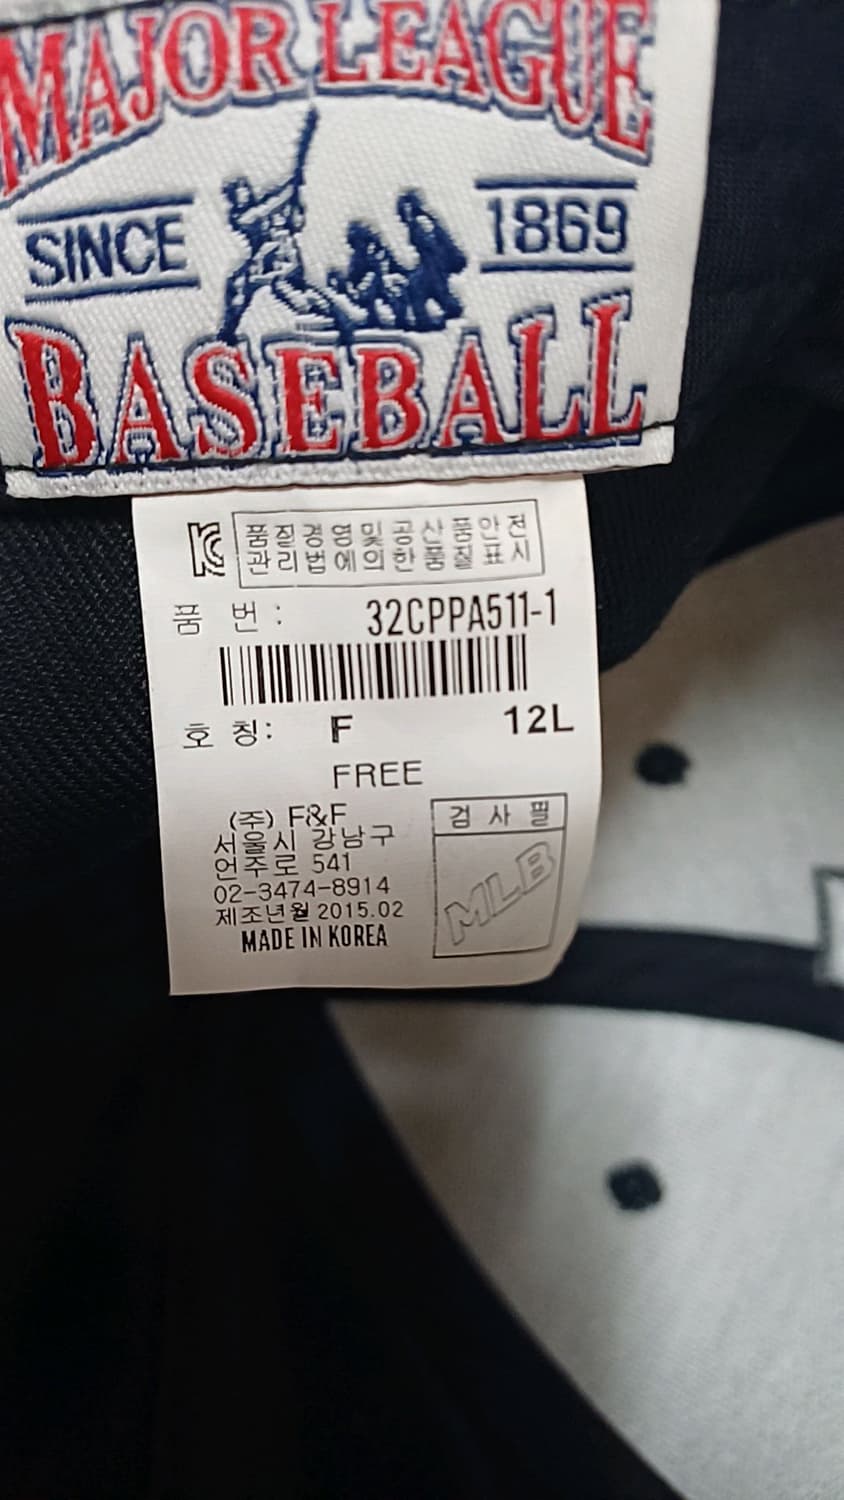 MAJOR LEAGUE
SINCE 1869
BASEBALL
품질경영및공산품안전
관리법에의한품질표시
품 번 : 32CPPA511-1
호 칭: F 12L
FREE
(주) F&F
서울시 강남구
언주로 541
02-3474-8914
제조년월 2015.02
MADE IN KOREA
검 사 필
MLB